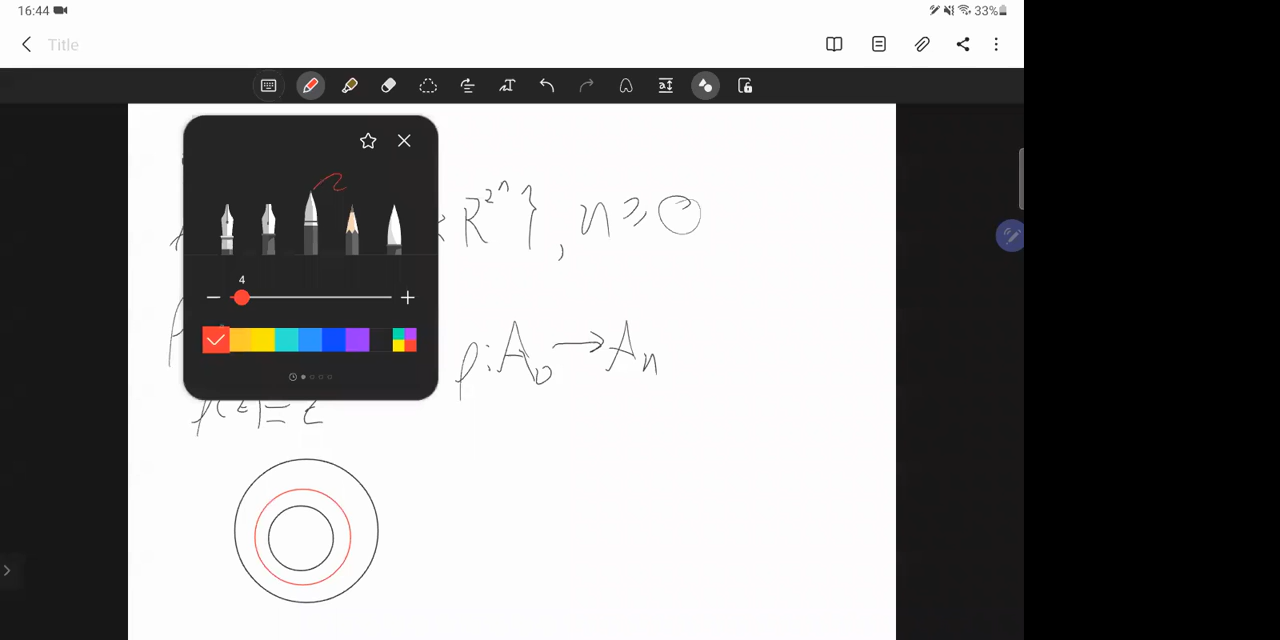 16:44 33%
Title
R^{2^n}}, n ≥ 0
4
p: A_0 → A_n